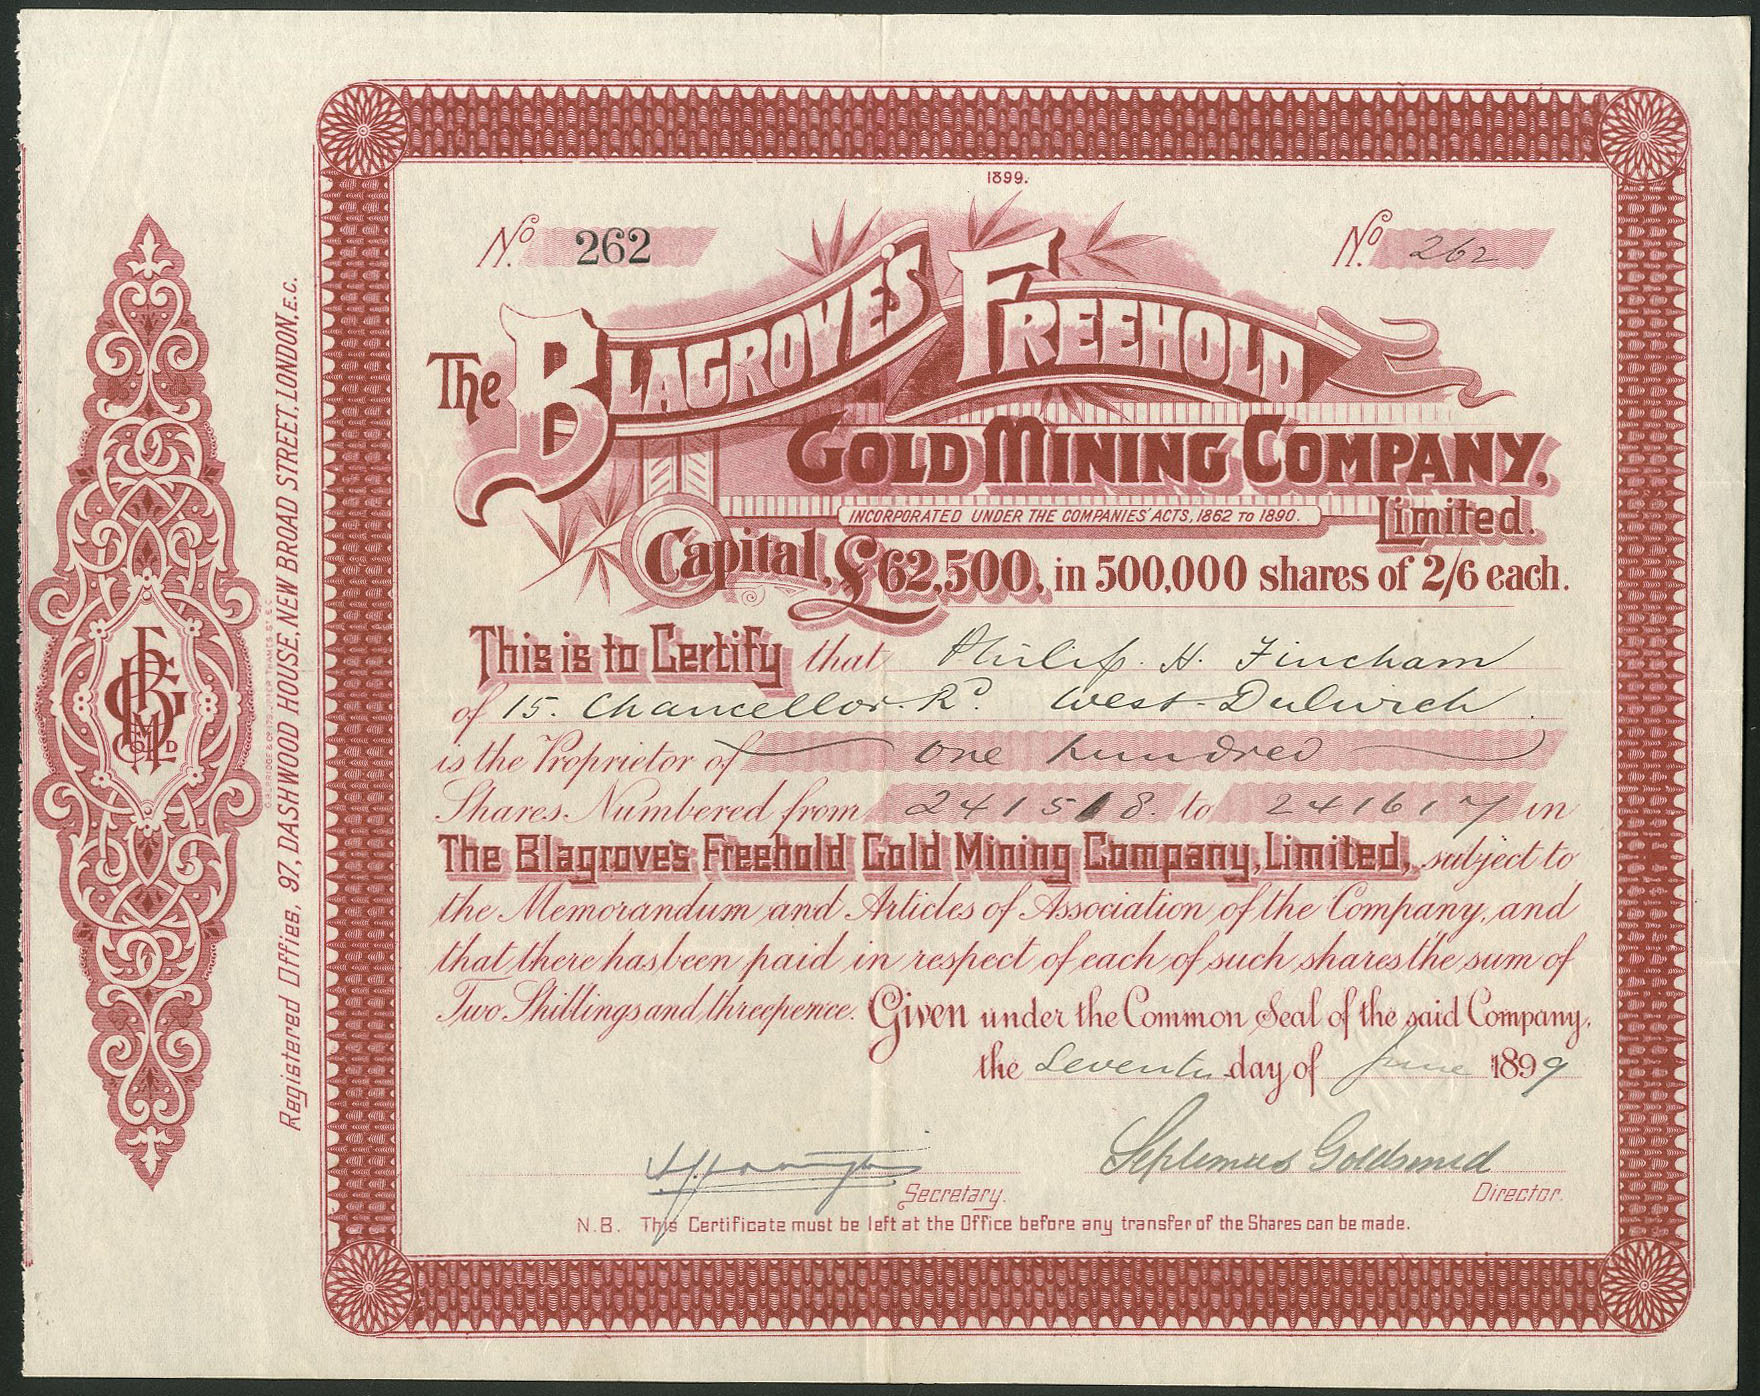 1899.
No. 262
No. 262
The BLAGROVE'S FREEHOLD
GOLD MINING COMPANY,
Limited.
INCORPORATED UNDER THE COMPANIES' ACTS, 1862 TO 1890.
Capital, £62,500, in 500,000 shares of 2/6 each.
This is to Certify that Philip. H. Fincham
of 15. Chancellor. Rd. West-Dulwich
is the Proprietor of one hundred
Shares Numbered from 241518. to 241617 in
The Blagrove's Freehold Gold Mining Company, Limited, subject to
the Memorandum and Articles of Association of the Company, and
that there has been paid in respect of each of such shares the sum of
Two Shillings and threepence. Given under the Common Seal of the said Company,
the Seventh day of June 1899
Septimus Goldsmid
Secretary.
Director.
N.B. This Certificate must be left at the Office before any transfer of the Shares can be made.
Registered Offies, 97, DASHWOOD HOUSE, NEW BROAD STREET, LONDON, E.C.